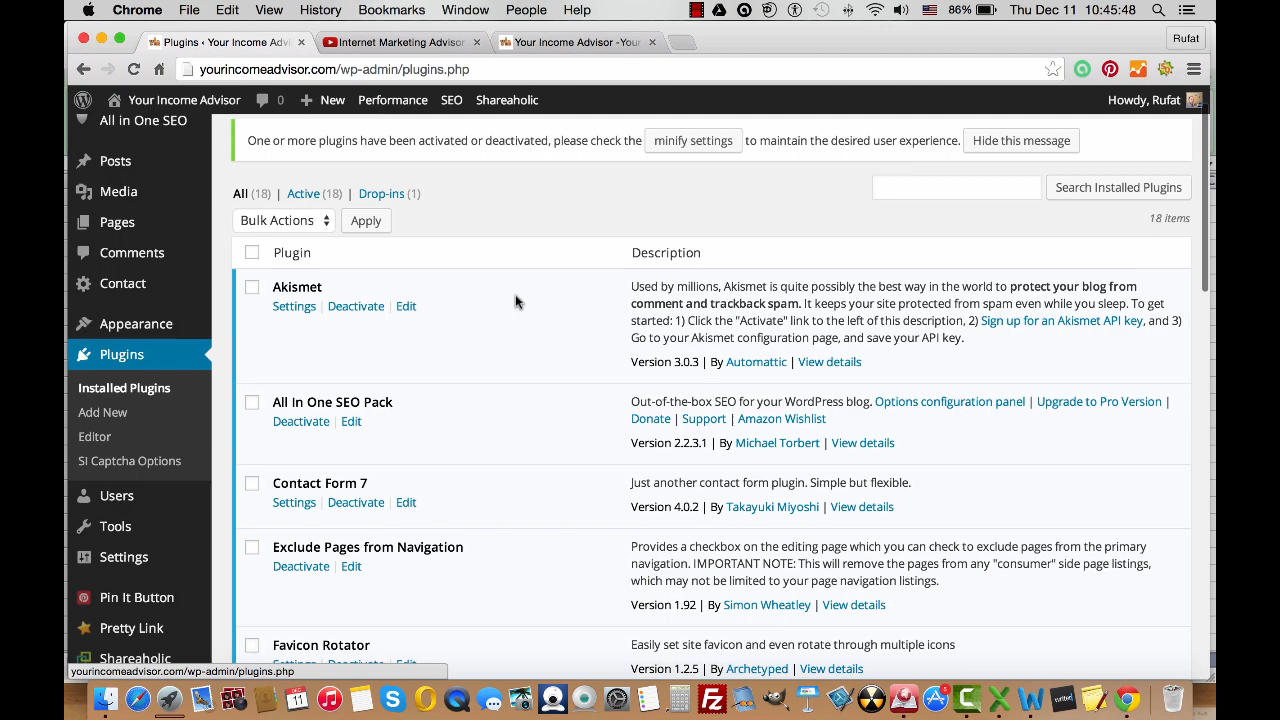 Chrome File Edit View History Bookmarks Window People Help 86% Thu Dec 11 10:45:48
Plugins ‹ Your Income Advisor × Internet Marketing Advisor × Your Income Advisor -Your × Rufat
yourincomeadvisor.com/wp-admin/plugins.php
Your Income Advisor 0 + New Performance SEO Shareaholic Howdy, Rufat
All in One SEO
Posts
Media
Pages
Comments
Contact
Appearance
Plugins
Installed Plugins
Add New
Editor
SI Captcha Options
Users
Tools
Settings
Pin It Button
Pretty Link
Shareaholic
yourincomeadvisor.com/wp-admin/plugins.php
One or more plugins have been activated or deactivated, please check the minify settings to maintain the desired user experience. Hide this message
All (18) | Active (18) | Drop-ins (1)
Search Installed Plugins
Bulk Actions Apply
18 items
Plugin Description
Akismet
Settings | Deactivate | Edit
Used by millions, Akismet is quite possibly the best way in the world to protect your blog from
comment and trackback spam. It keeps your site protected from spam even while you sleep. To get
started: 1) Click the "Activate" link to the left of this description, 2) Sign up for an Akismet API key, and 3)
Go to your Akismet configuration page, and save your API key.
Version 3.0.3 | By Automattic | View details
All In One SEO Pack
Deactivate | Edit
Out-of-the-box SEO for your WordPress blog. Options configuration panel | Upgrade to Pro Version |
Donate | Support | Amazon Wishlist
Version 2.2.3.1 | By Michael Torbert | View details
Contact Form 7
Settings | Deactivate | Edit
Just another contact form plugin. Simple but flexible.
Version 4.0.2 | By Takayuki Miyoshi | View details
Exclude Pages from Navigation
Deactivate | Edit
Provides a checkbox on the editing page which you can check to exclude pages from the primary
navigation. IMPORTANT NOTE: This will remove the pages from any "consumer" side page listings,
which may not be limited to your page navigation listings.
Version 1.92 | By Simon Wheatley | View details
Favicon Rotator
Settings | Deactivate | Edit
Easily set site favicon and even rotate through multiple icons
Version 1.2.5 | By Archetyped | View details